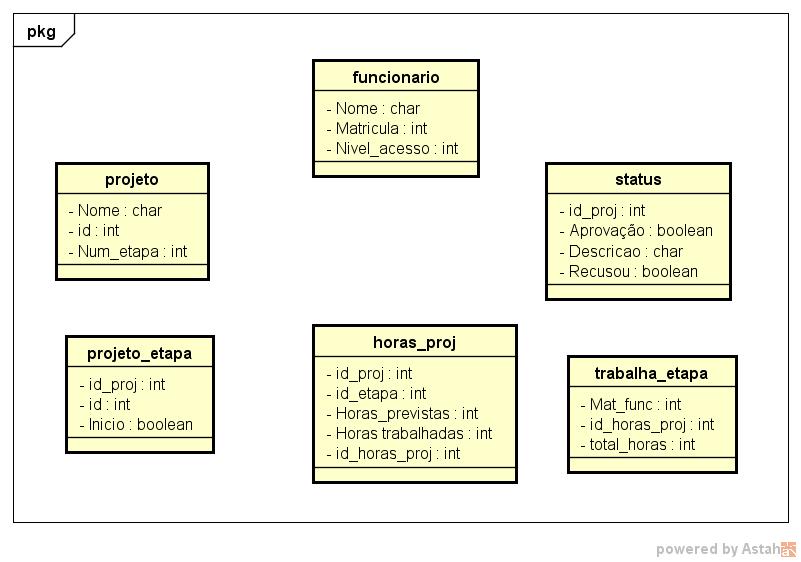 pkg
funcionario
- Nome : char
- Matricula : int
- Nivel_acesso : int
projeto
- Nome : char
- id : int
- Num_etapa : int
status
- id_proj : int
- Aprovação : boolean
- Descricao : char
- Recusou : boolean
projeto_etapa
- id_proj : int
- id : int
- Inicio : boolean
horas_proj
- id_proj : int
- id_etapa : int
- Horas_previstas : int
- Horas trabalhadas : int
- id_horas_proj : int
trabalha_etapa
- Mat_func : int
- id_horas_proj : int
- total_horas : int
powered by Astah